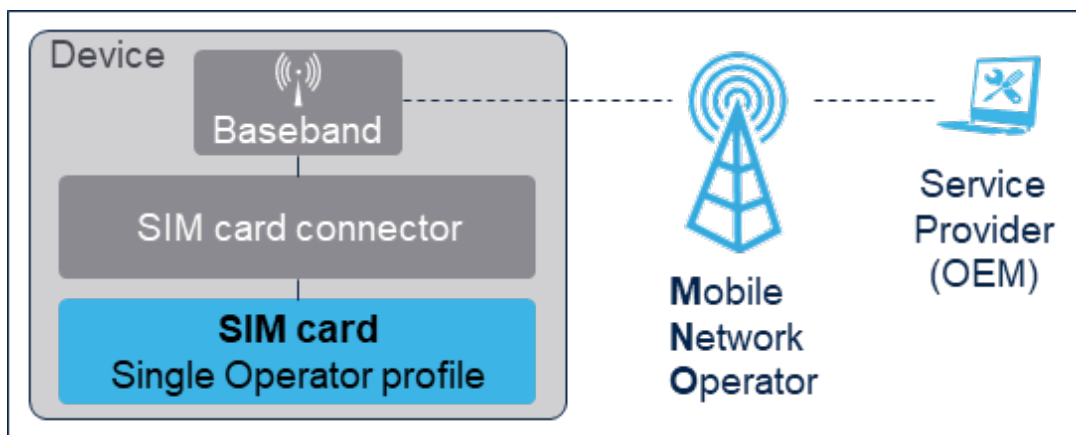 Device
Baseband
SIM card connector
SIM card
Single Operator profile
Mobile
Network
Operator
Service
Provider
(OEM)